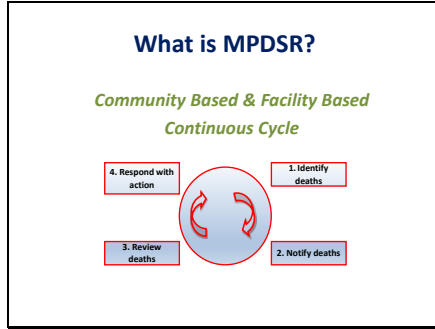 What is MPDSR?
Community Based & Facility Based
Continuous Cycle
4. Respond with
action
1. Identify
deaths
3. Review
deaths
2. Notify deaths